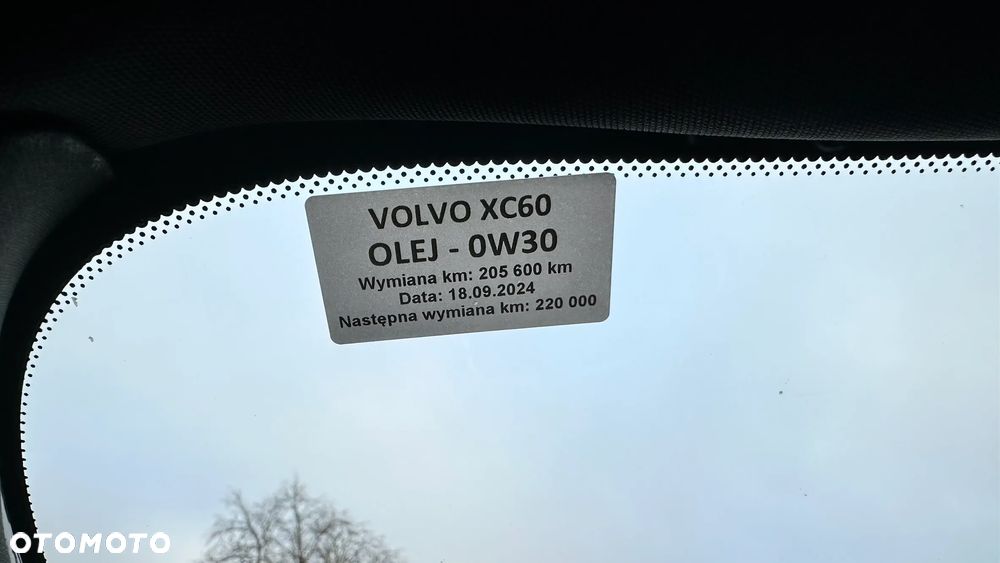 VOLVO XC60
OLEJ - 0W30
Wymiana km: 205 600 km
Data: 18.09.2024
Następna wymiana km: 220 000
OTOMOTO